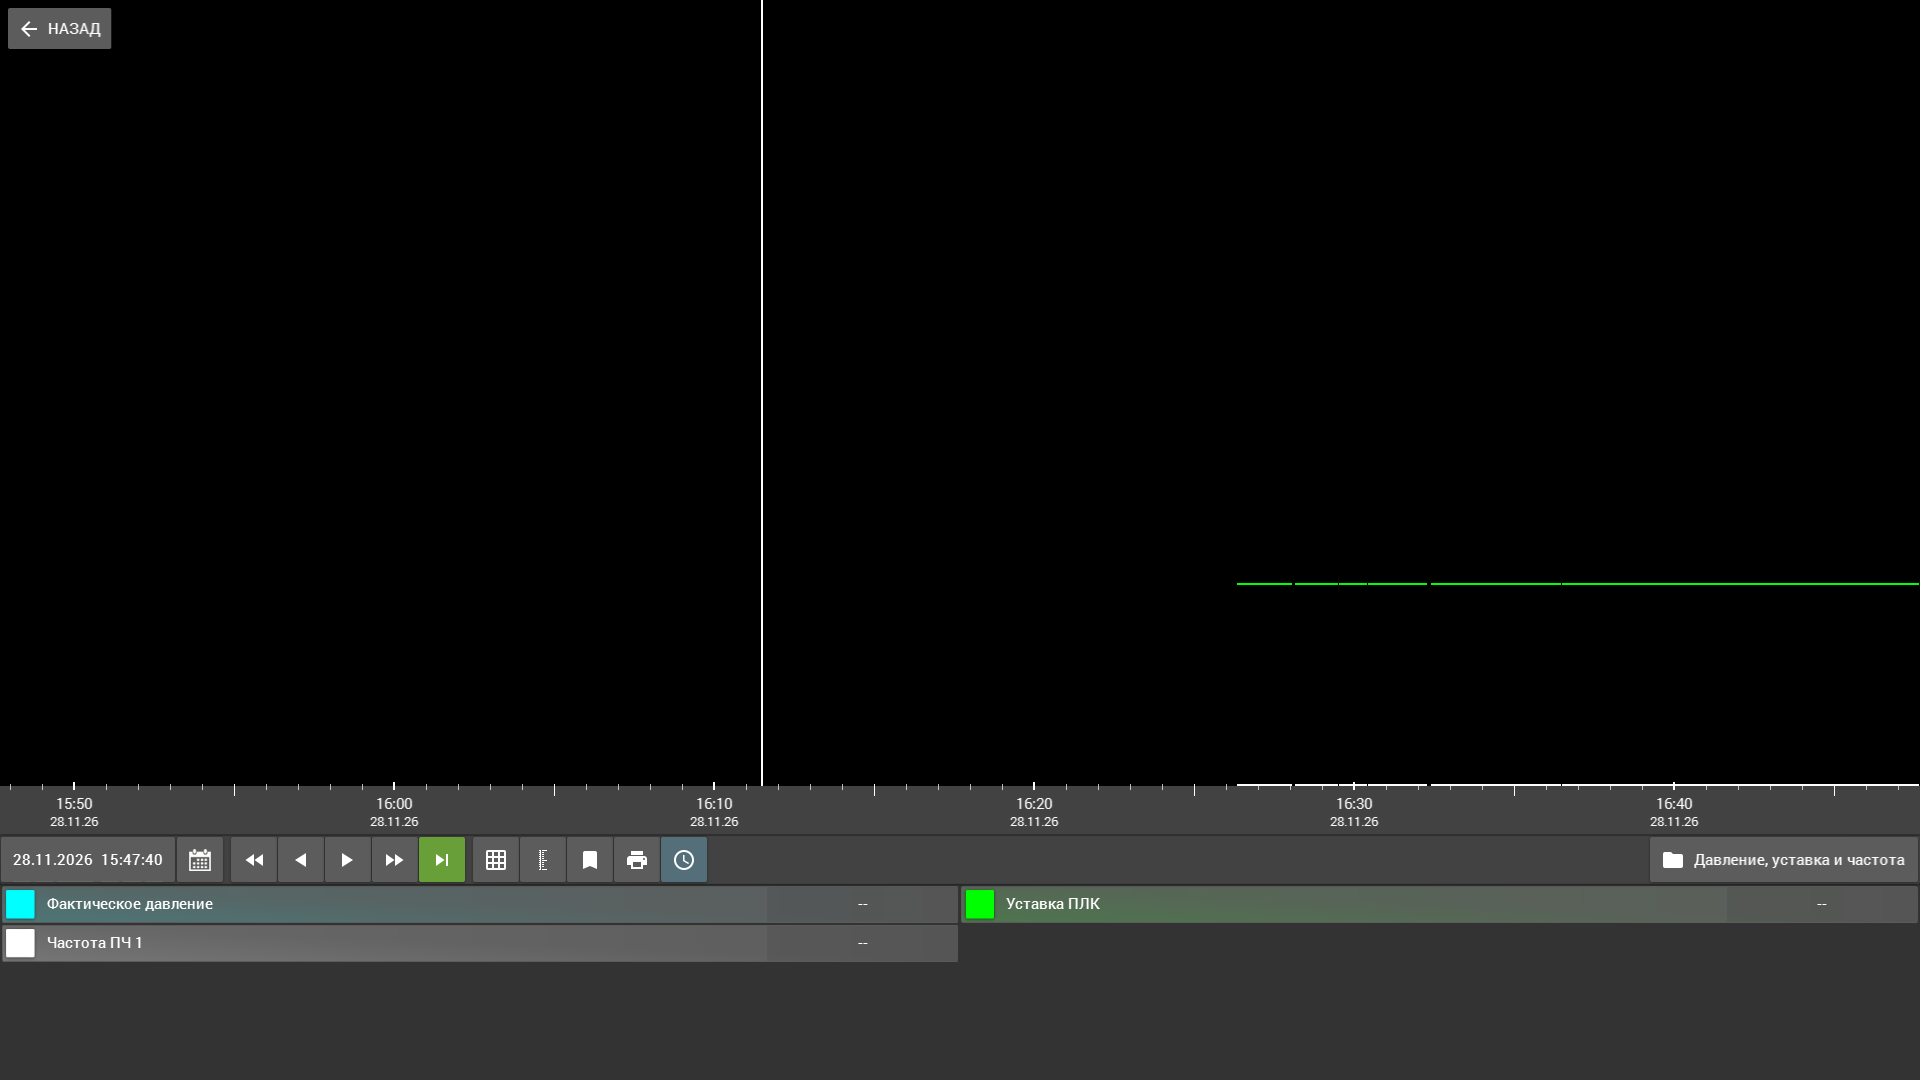 НАЗАД
15:50
28.11.26
16:00
28.11.26
16:10
28.11.26
16:20
28.11.26
16:30
28.11.26
16:40
28.11.26
28.11.2026 15:47:40
Давление, уставка и частота
Фактическое давление --
Уставка ПЛК --
Частота ПЧ 1 --